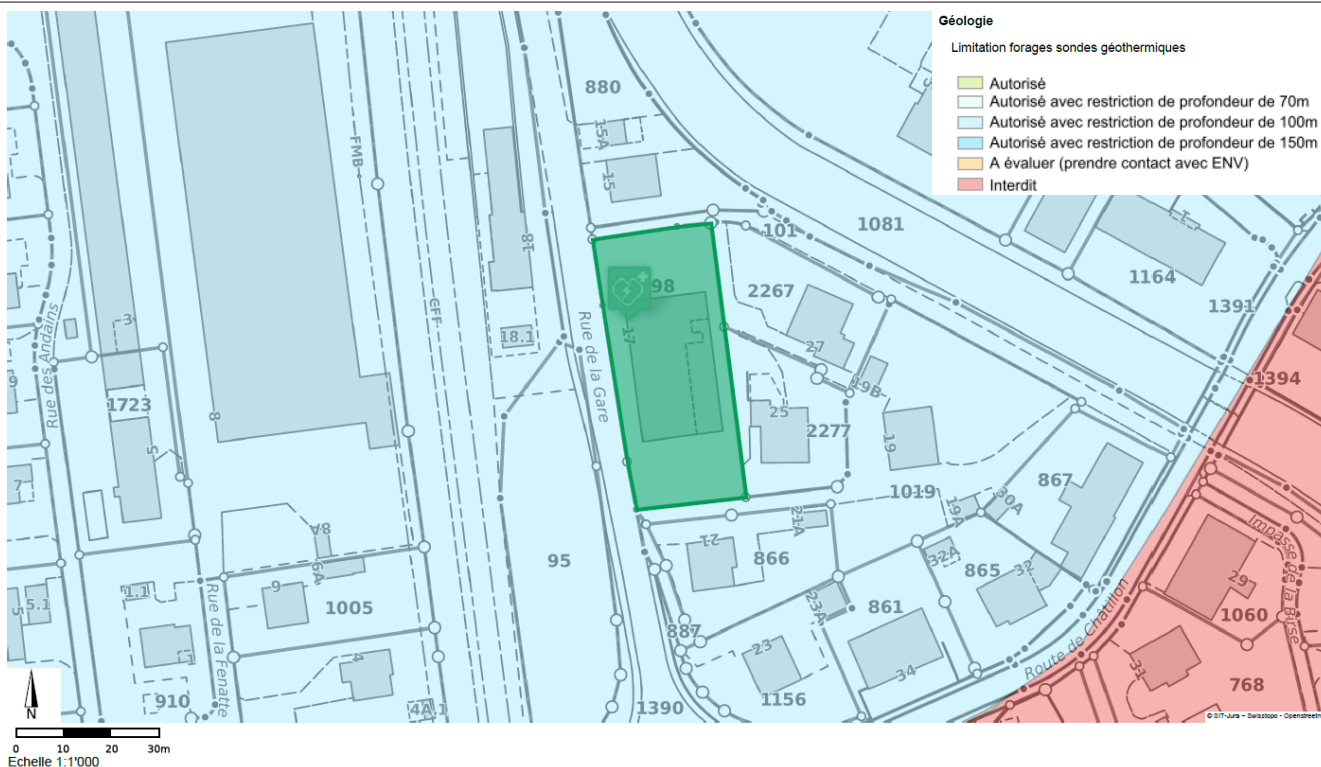 Géologie
Limitation forages sondes géothermiques
Autorisé
Autorisé avec restriction de profondeur de 70m
Autorisé avec restriction de profondeur de 100m
Autorisé avec restriction de profondeur de 150m
A évaluer (prendre contact avec ENV)
Interdit
880
15A
15
FMB
18
101
1081
1164
1
1391
98
2267
17
Rue de la Gare
CFF
18.1
Rue des Andains
3
1723
8
5
9
7
27
19B
1394
25
2277
19
1019
867
30A
19A
21A
21
866
32A
32
865
95
8A
6A
9
1005
1.1
5.1
5
Rue de la Fenatte
4
910
4A.1
23A
861
887
23
34
1156
1390
Route de Châtillon
Impasse de la Birse
29
1060
31
768
N
0 10 20 30m
Echelle 1:1'000
© SIT-Jura – Swisstopo - Openstreetm